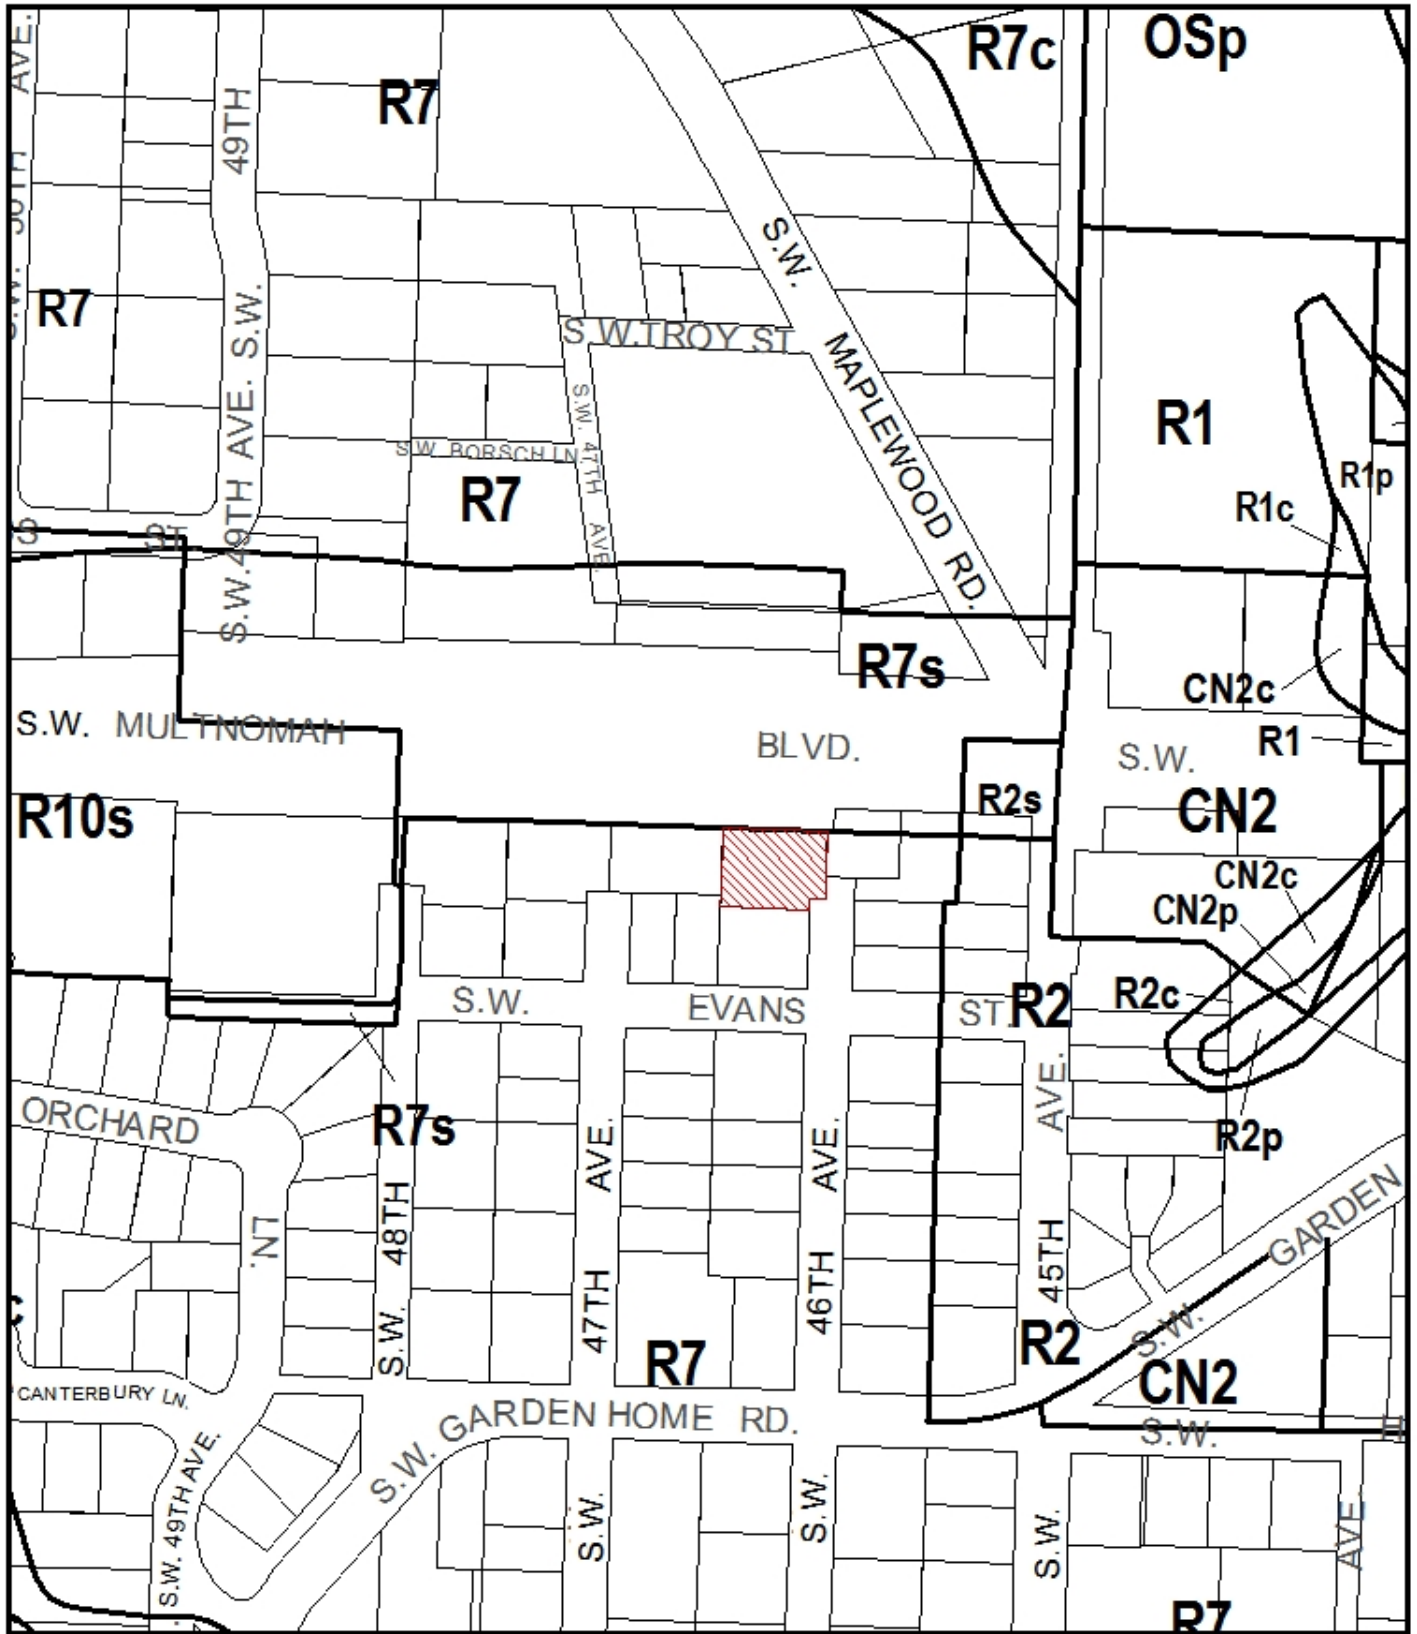 AVE.
R7c
OSp
R7
49TH
S.W.
R7
S.W.
S.W. TROY ST.
MAPLEWOOD RD.
S.W. 47TH AVE.
R1
S.W. BORSCH LN.
R1p
R7
R1c
S.W. 49TH AVE.
ST.
R7s
CN2c
S.W. MULTNOMAH BLVD. S.W.
R1
R10s
R2s
CN2
CN2c
CN2p
R2c
S.W. EVANS ST.
R2
ORCHARD
LN.
R7s
R2p
S.W. 48TH
S.W. 47TH AVE.
S.W. 46TH AVE.
S.W. 45TH AVE.
S.W. GARDEN
c
R7
R2
CN2
CANTERBURY LN.
S.W. GARDEN HOME RD.
S.W.
S.W. 49TH AVE.
AVE.
R7